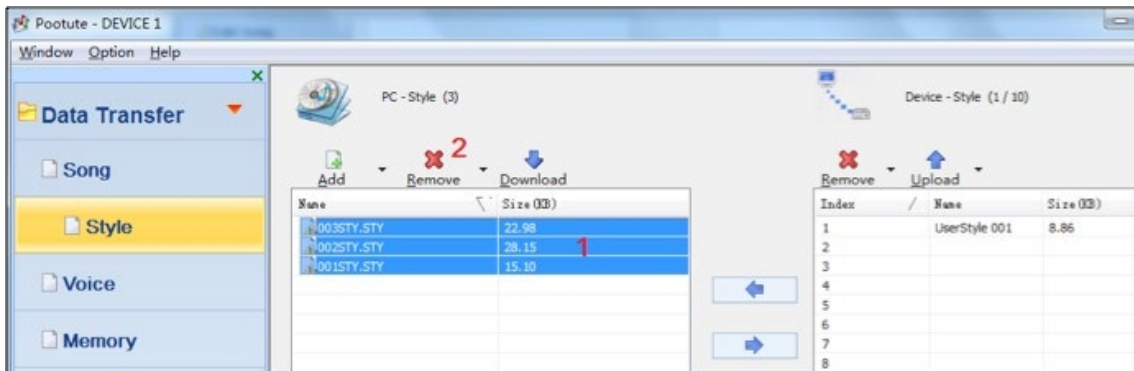 Pootute - DEVICE 1
Window Option Help
Data Transfer
Song
Style
Voice
Memory
PC - Style (3)
2
Add Remove Download
Name Size(KB)
003STY.STY 22.98
002STY.STY 28.15
001STY.STY 15.10
1
Device - Style (1 / 10)
Remove Upload
Index Name Size(KB)
1 UserStyle 001 8.86
2
3
4
5
6
7
8